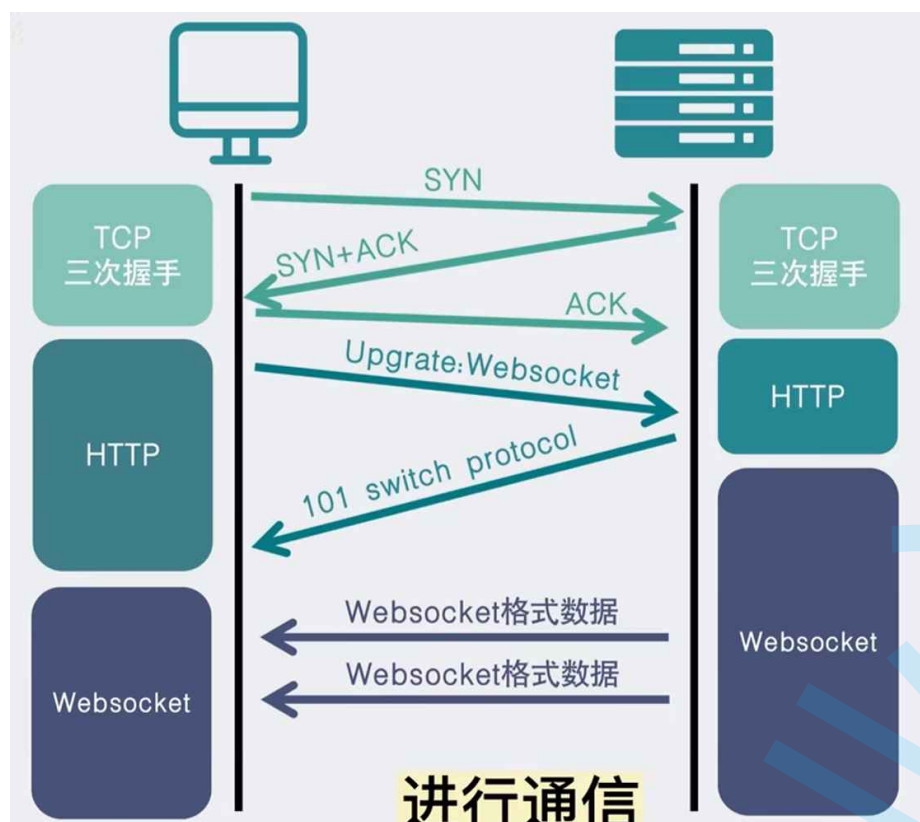 SYN
TCP
三次握手
TCP
三次握手
SYN+ACK
ACK
Upgrate:Websocket
HTTP
HTTP
101 switch protocol
Websocket格式数据
Websocket
Websocket格式数据
Websocket
进行通信